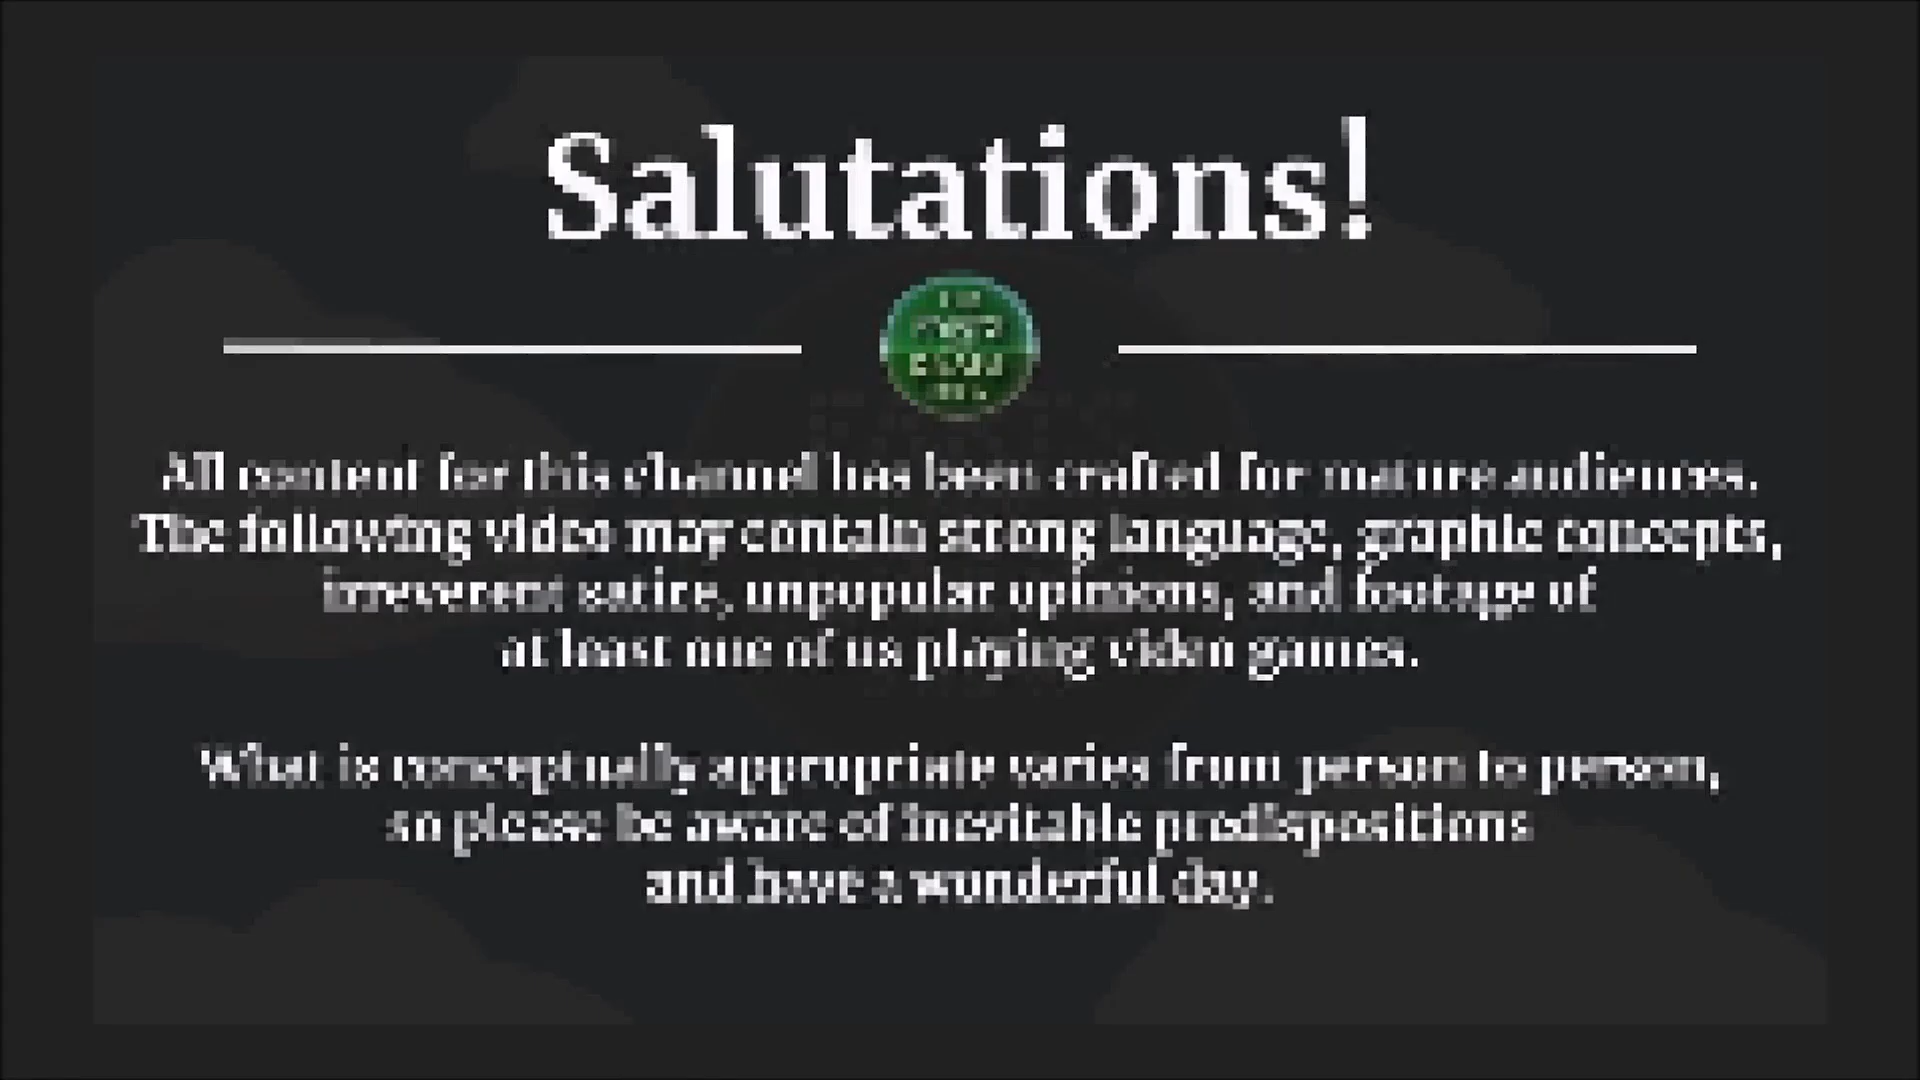 Salutations!
All content for this channel has been crafted for mature audiences.
The following video may contain strong language, graphic concepts,
irreverent satire, unpopular opinions, and footage of
at least one of us playing video games.
What is conceptually appropriate varies from person to person,
so please be aware of inevitable predispositions
and have a wonderful day.